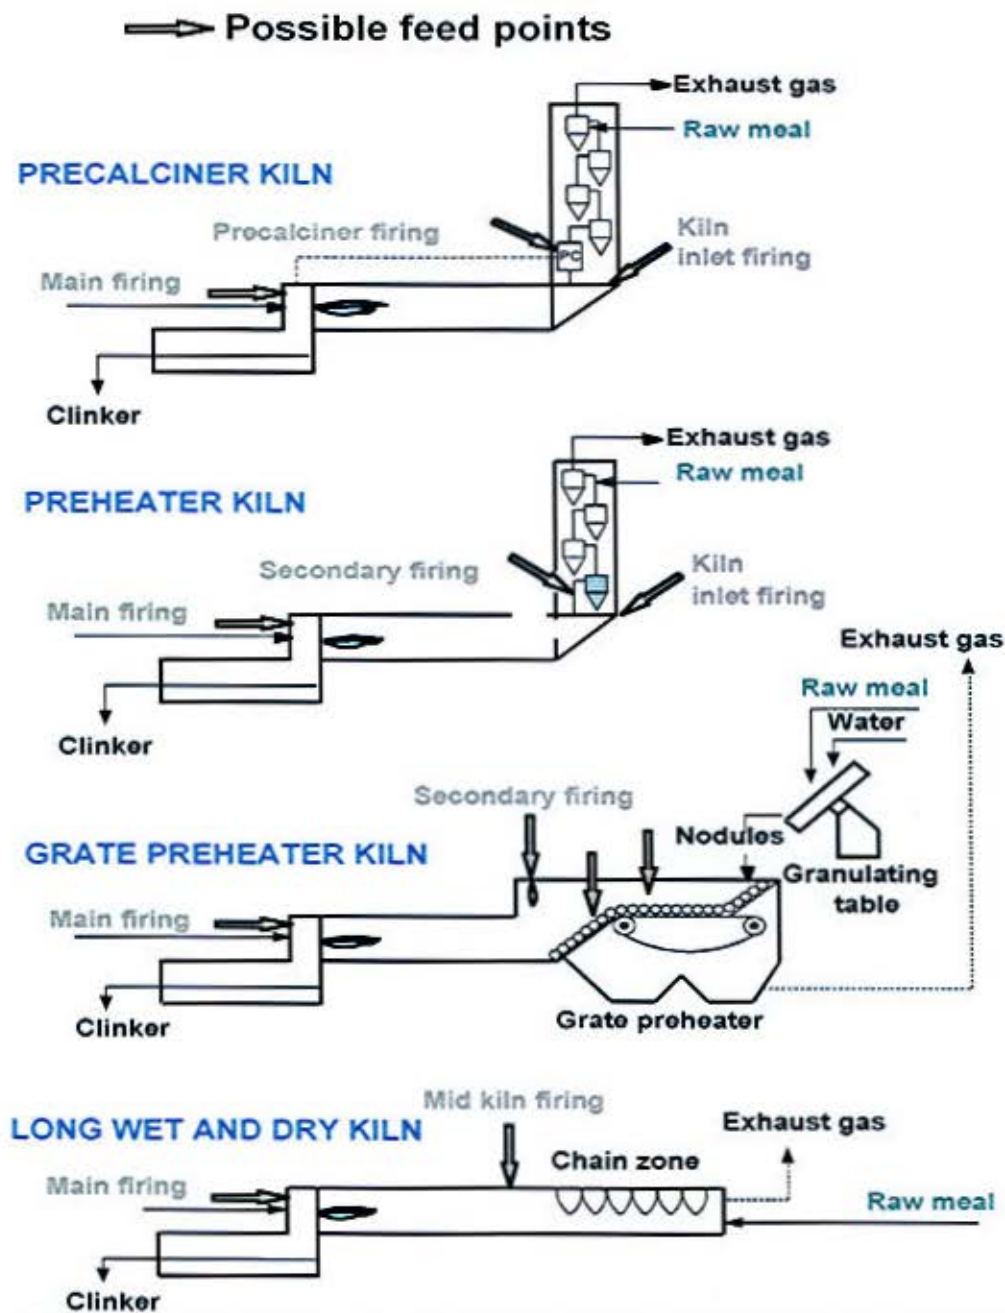 Possible feed points
Exhaust gas
Raw meal
PRECALCINER KILN
Precalciner firing
Kiln
inlet firing
PC
Main firing
Clinker
Exhaust gas
Raw meal
PREHEATER KILN
Secondary firing
Kiln
inlet firing
Main firing
Clinker
Exhaust gas
Raw meal
Water
Secondary firing
Nodules
GRATE PREHEATER KILN
Granulating
table
Main firing
Clinker
Grate preheater
Mid kiln firing
LONG WET AND DRY KILN
Exhaust gas
Chain zone
Main firing
Raw meal
Clinker